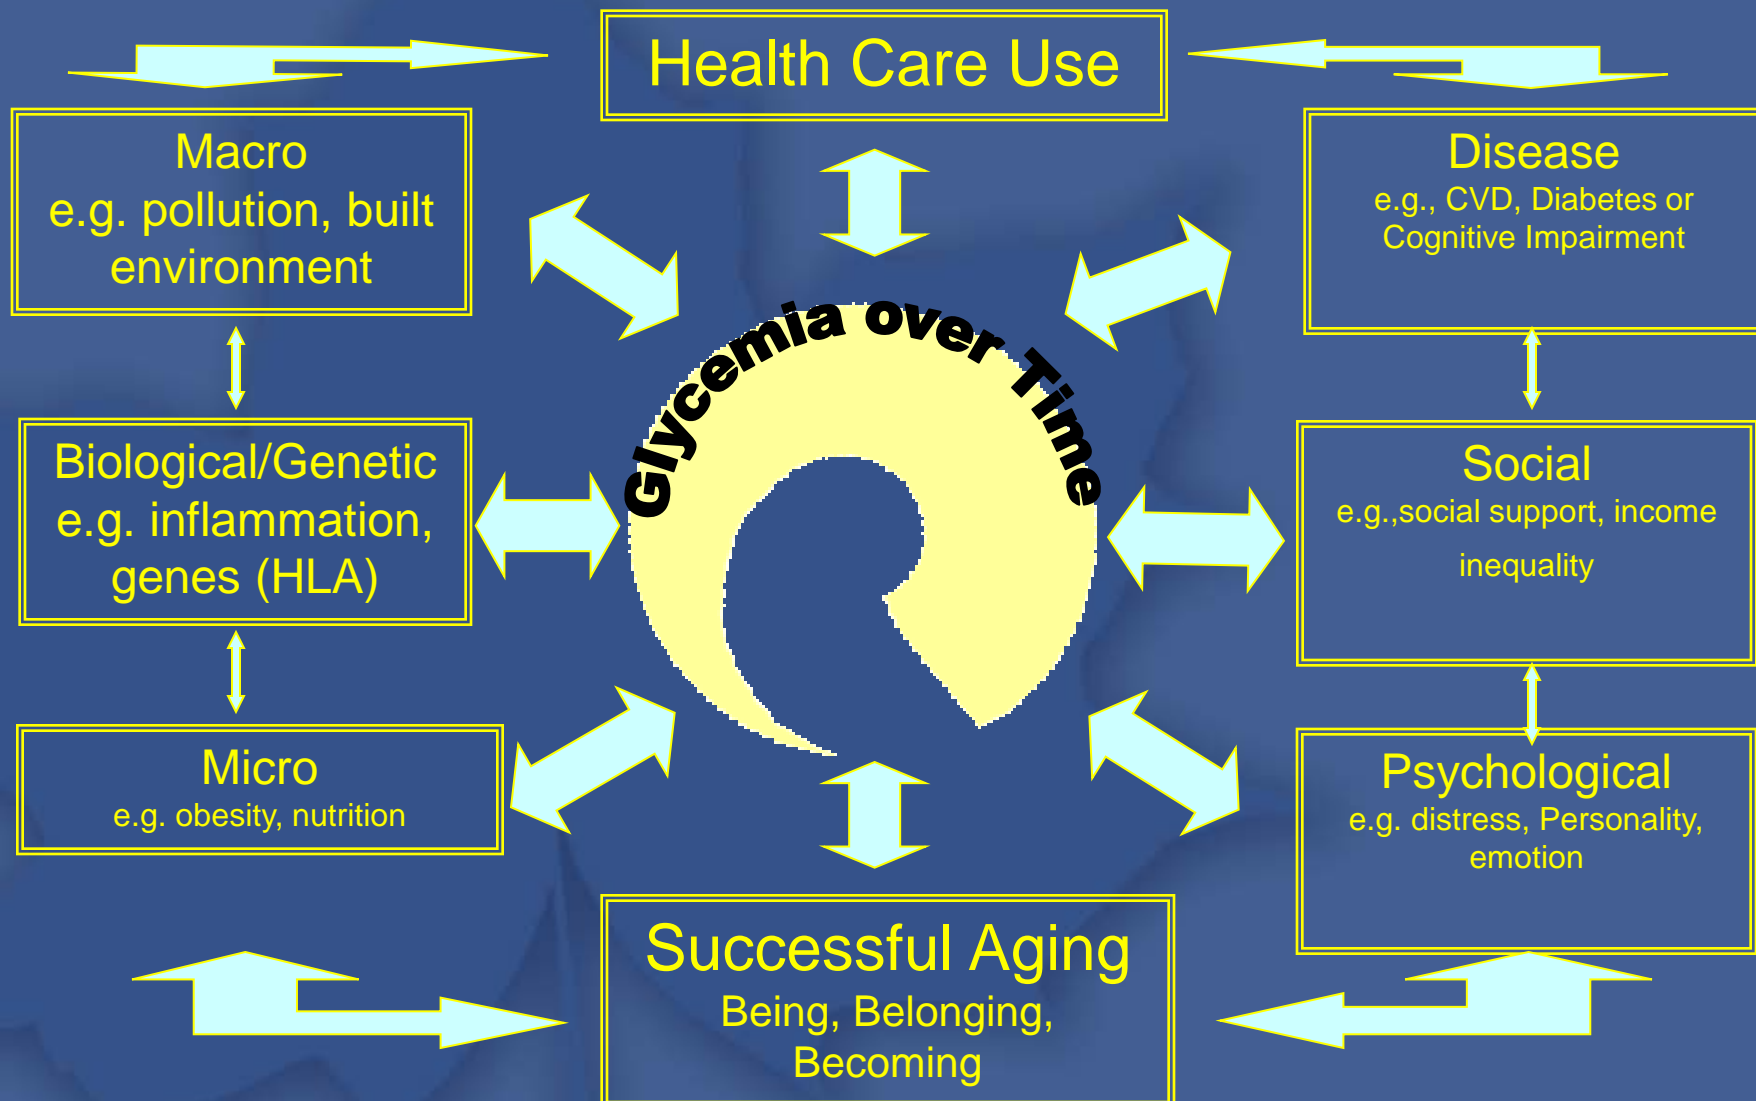 Health Care Use
Macro
e.g. pollution, built
environment
Disease
e.g., CVD, Diabetes or
Cognitive Impairment
Glycemia over Time
Biological/Genetic
e.g. inflammation,
genes (HLA)
Social
e.g.,social support, income
inequality
Micro
e.g. obesity, nutrition
Psychological
e.g. distress, Personality,
emotion
Successful Aging
Being, Belonging,
Becoming